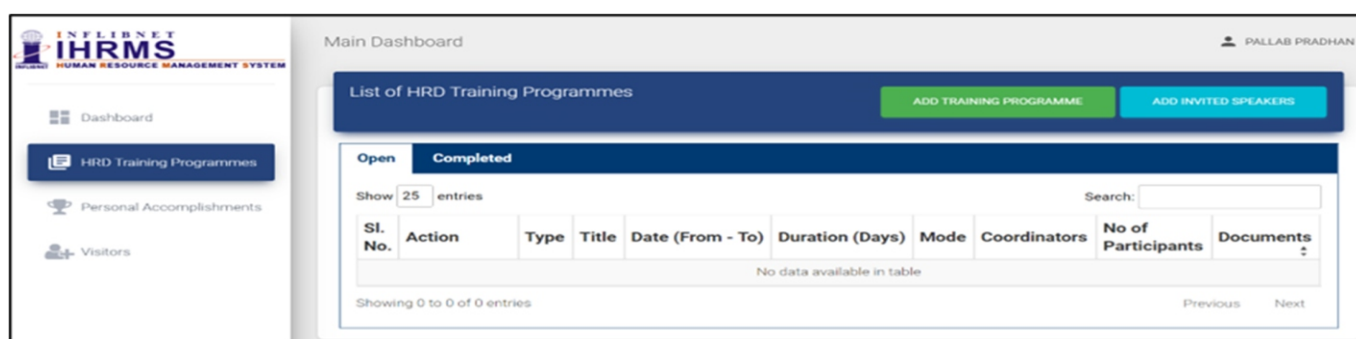 INFLIBNET
IHRMS
INFLIBNET HUMAN RESOURCE MANAGEMENT SYSTEM
Dashboard
HRD Training Programmes
Personal Accomplishments
Visitors
Main Dashboard
PALLAB PRADHAN
List of HRD Training Programmes
ADD TRAINING PROGRAMME
ADD INVITED SPEAKERS
Open Completed
Show 25 entries
Search:
Sl. No. Action Type Title Date (From - To) Duration (Days) Mode Coordinators No of Participants Documents
No data available in table
Showing 0 to 0 of 0 entries
Previous Next